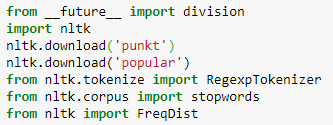 from __future__ import division
import nltk
nltk.download('punkt')
nltk.download('popular')
from nltk.tokenize import RegexpTokenizer
from nltk.corpus import stopwords
from nltk import FreqDist